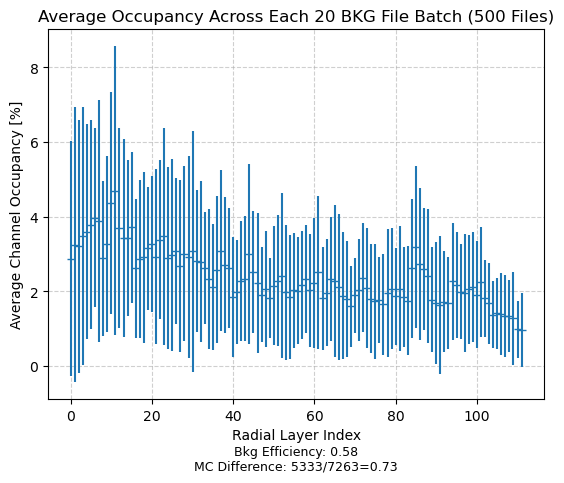 Average Occupancy Across Each 20 BKG File Batch (500 Files)
Average Channel Occupancy [%]
8
6
4
2
0
0 20 40 60 80 100
Radial Layer Index
Bkg Efficiency: 0.58
MC Difference: 5333/7263=0.73